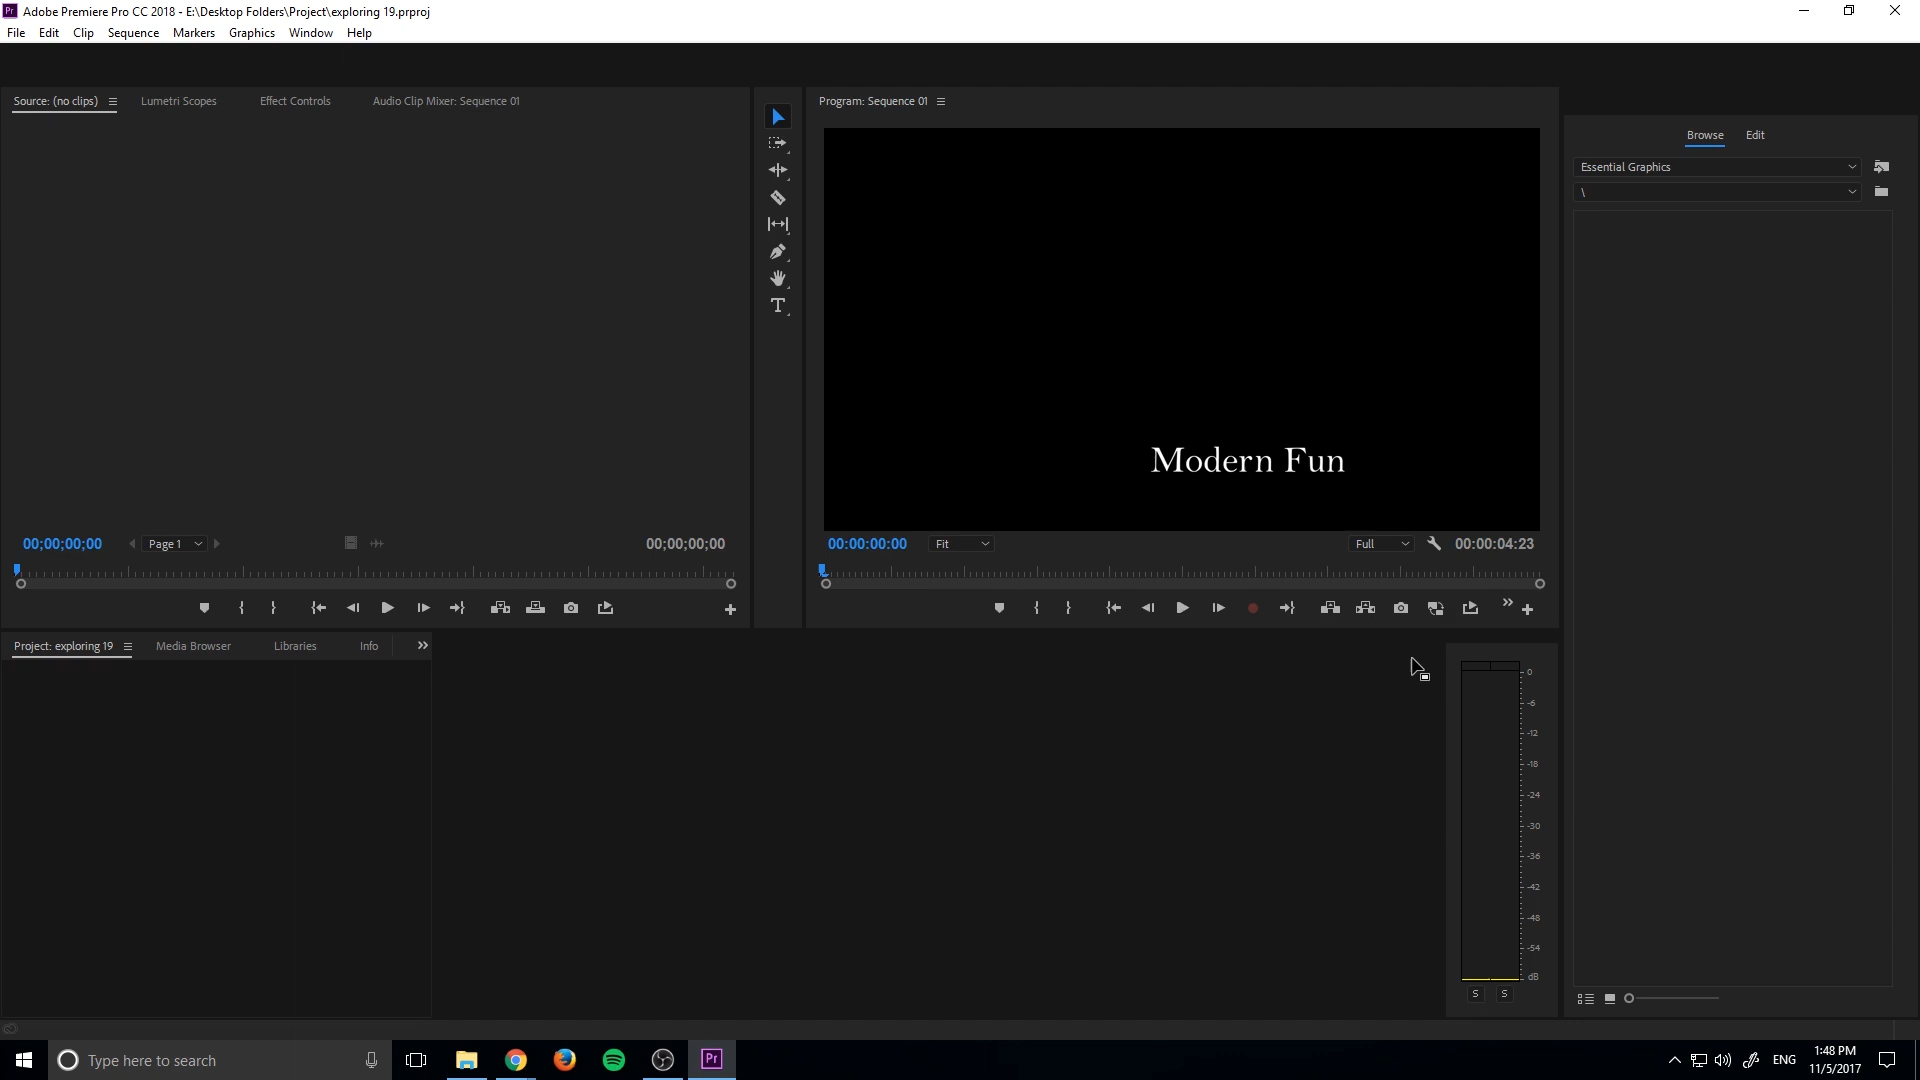 Pr Adobe Premiere Pro CC 2018 - E:\Desktop Folders\Project\exploring 19.prproj
File Edit Clip Sequence Markers Graphics Window Help
Source: (no clips) Lumetri Scopes Effect Controls Audio Clip Mixer: Sequence 01
Program: Sequence 01
Browse Edit
Essential Graphics
\
Modern Fun
00;00;00;00 Page 1 00;00;00;00
00:00:00:00 Fit Full 00:00:04:23
Project: exploring 19 Media Browser Libraries Info
0
-6
-12
-18
-24
-30
-36
-42
-48
-54
dB
S S
Type here to search
Pr
ENG
1:48 PM
11/5/2017